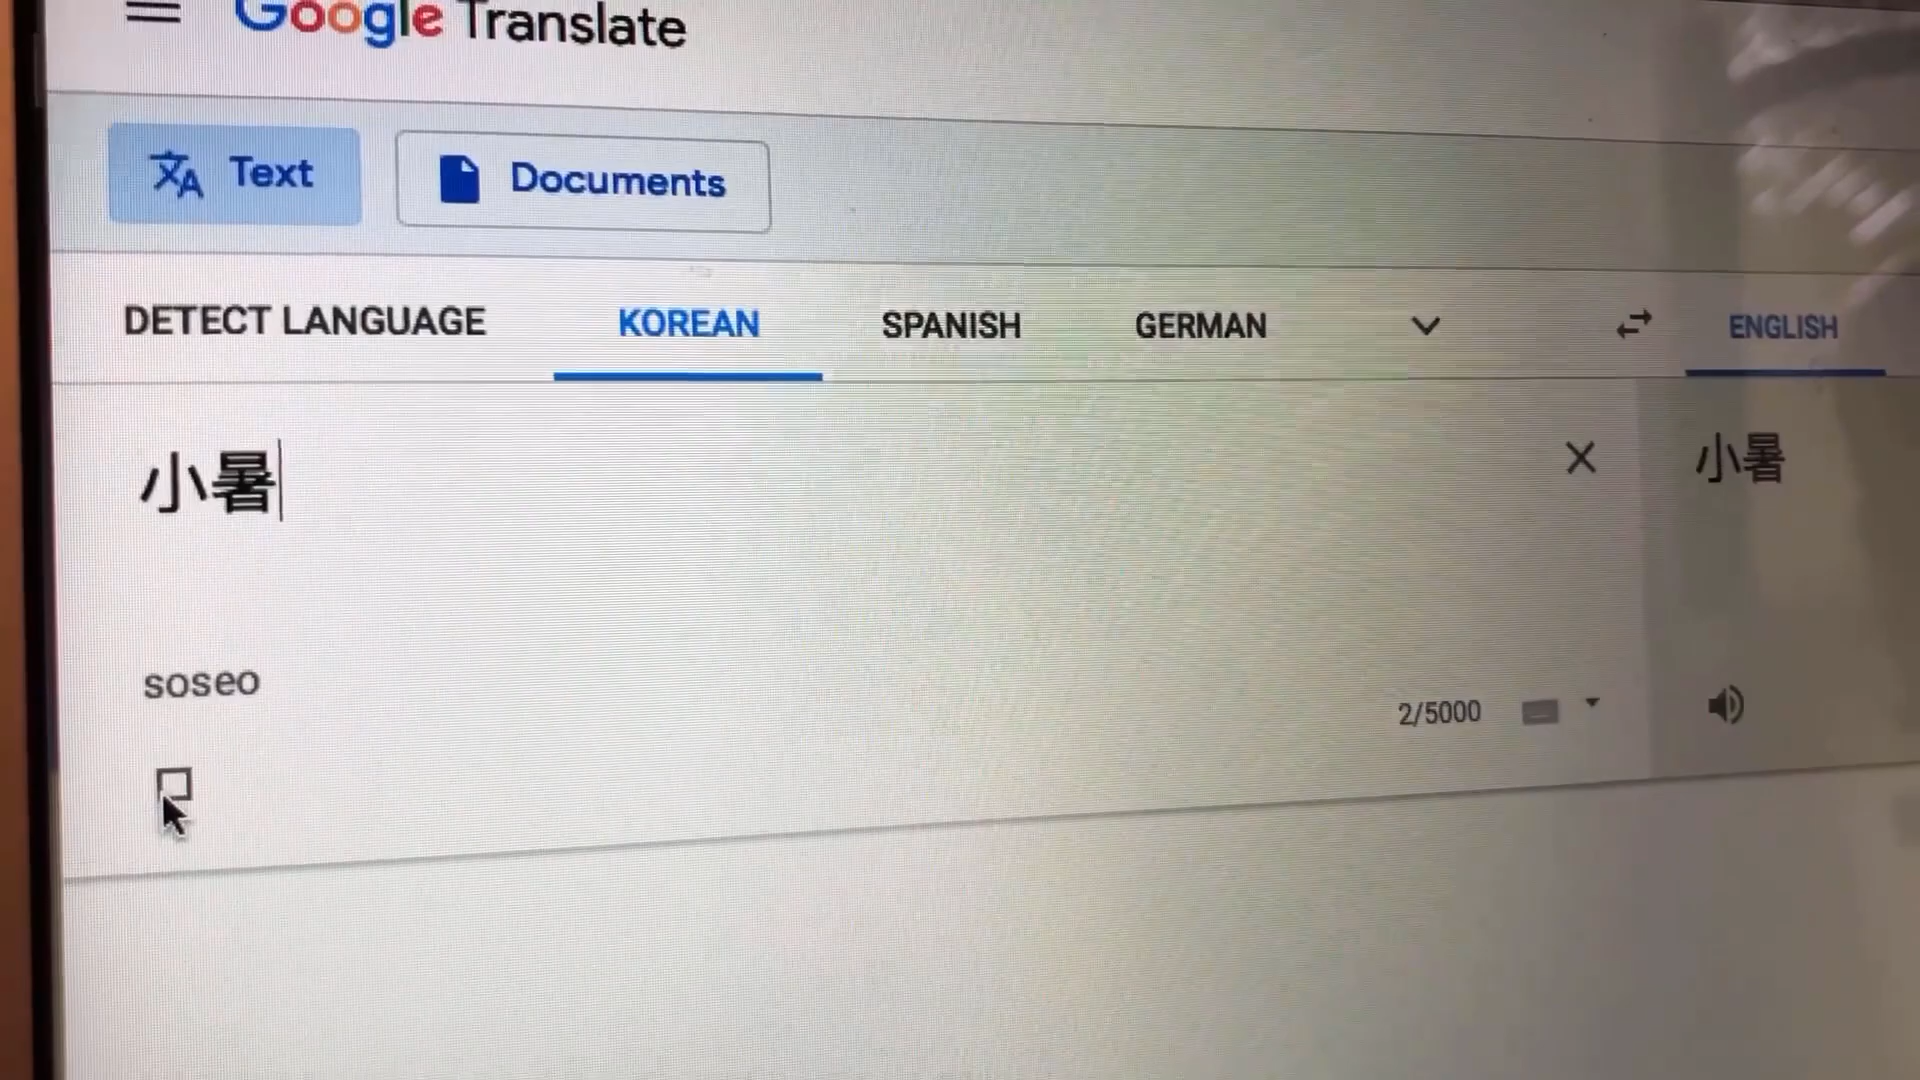 Google Translate
Text
Documents
DETECT LANGUAGE
KOREAN
SPANISH
GERMAN
ENGLISH
小暑
小暑
soseo
2/5000